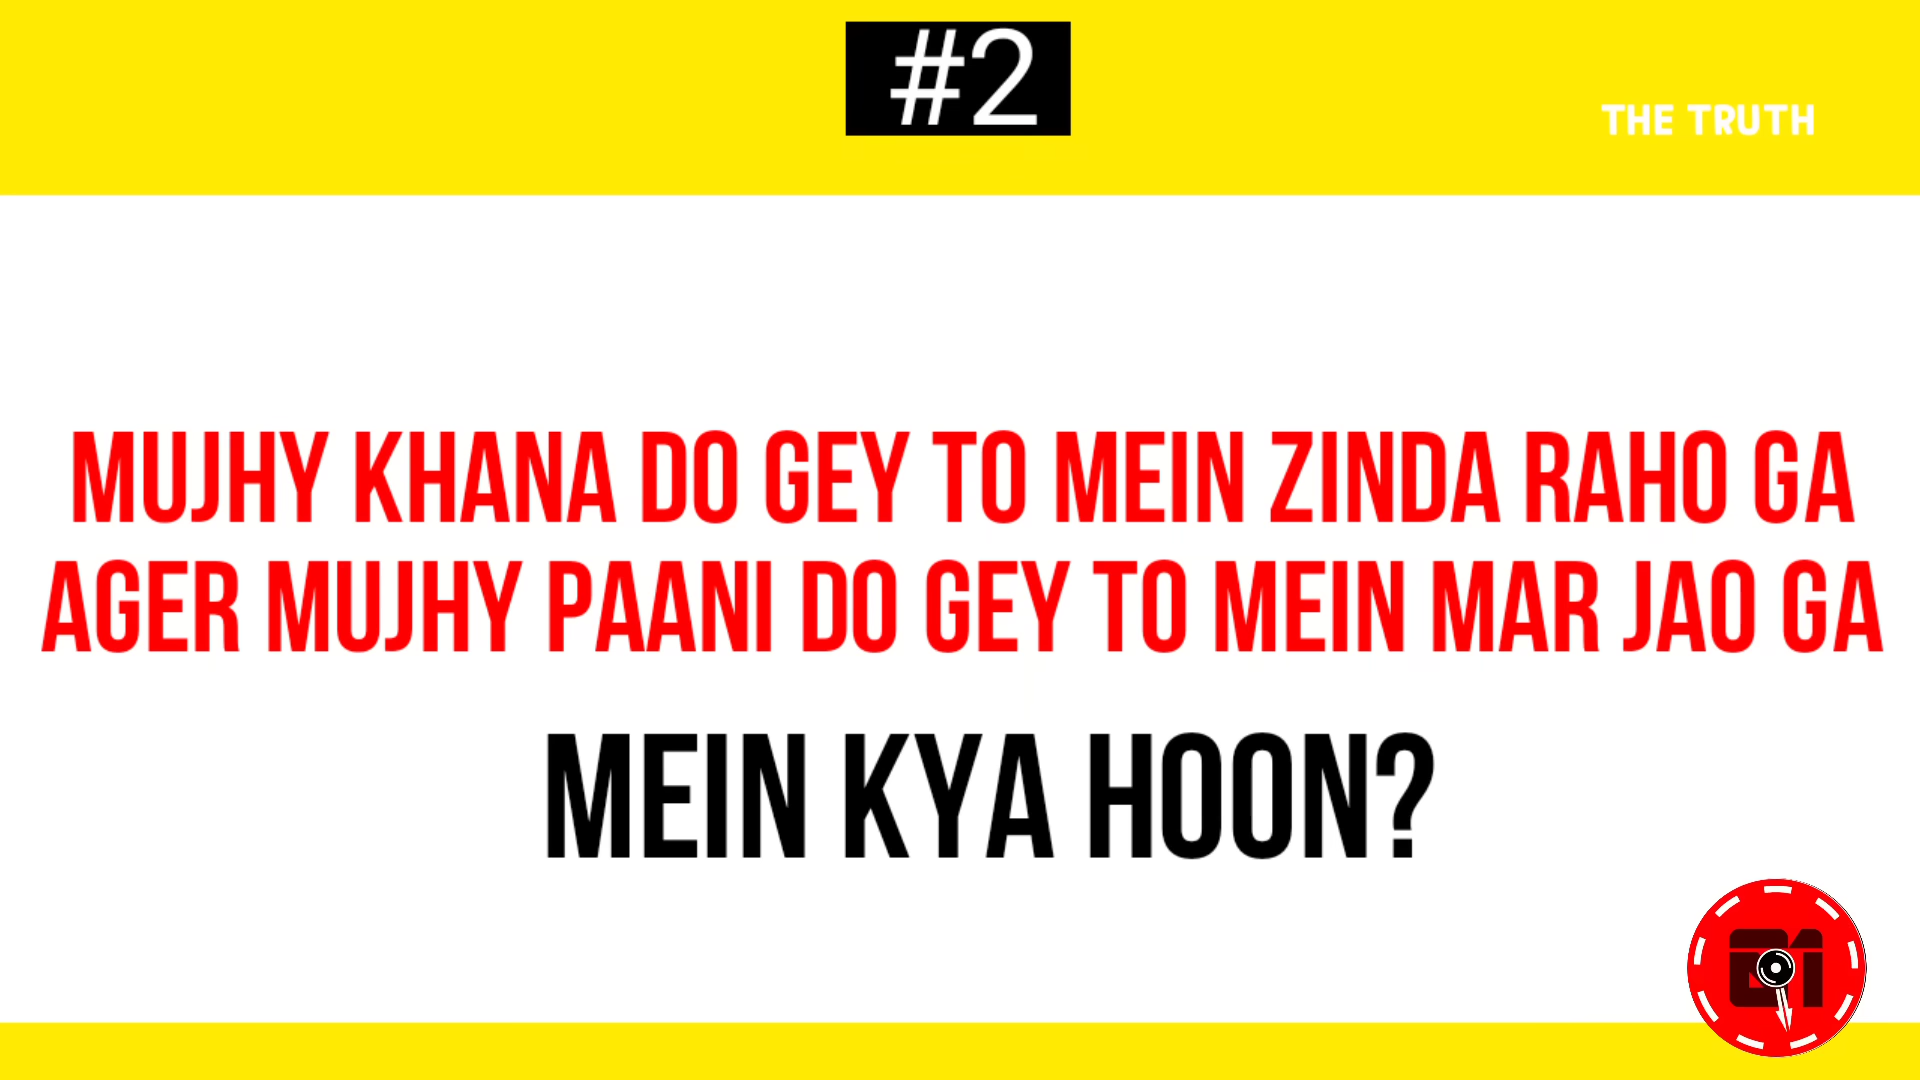 #2
THE TRUTH
MUJHY KHANA DO GEY TO MEIN ZINDA RAHO GA
AGER MUJHY PAANI DO GEY TO MEIN MAR JAO GA
MEIN KYA HOON?
01